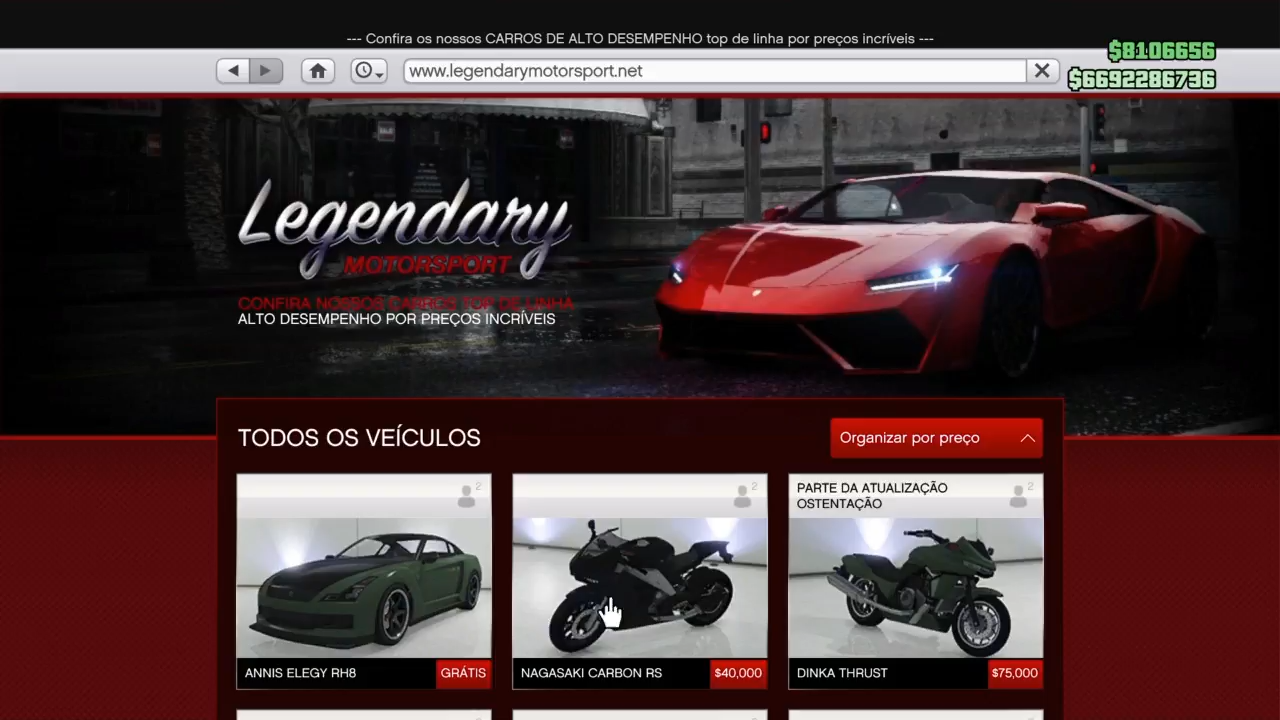 --- Confira os nossos CARROS DE ALTO DESEMPENHO top de linha por preços incríveis ---
$8106656
www.legendarymotorsport.net
$6692286736
Legendary
MOTORSPORT
CONFIRA NOSSOS CARROS TOP DE LINHA
ALTO DESEMPENHO POR PREÇOS INCRÍVEIS
TODOS OS VEÍCULOS
Organizar por preço
2
2
PARTE DA ATUALIZAÇÃO
OSTENTAÇÃO
2
ANNIS ELEGY RH8
GRÁTIS
NAGASAKI CARBON RS
$40,000
DINKA THRUST
$75,000